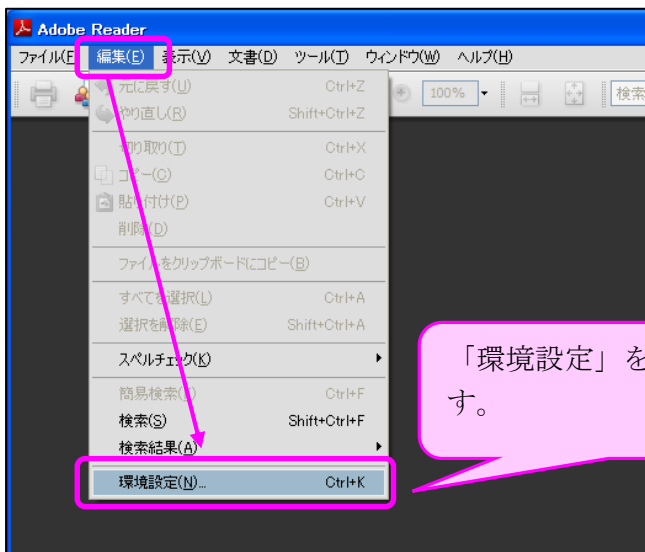 Adobe Reader
ファイル(F 編集(E) 表示(V) 文書(D) ツール(T) ウィンドウ(W) ヘルプ(H)
100% 検索
元に戻す(U) Ctrl+Z
やり直し(R) Shift+Ctrl+Z
切り取り(T) Ctrl+X
コピー(C) Ctrl+C
貼り付け(P) Ctrl+V
削除(D)
ファイルをクリップボードにコピー(B)
すべてを選択(L) Ctrl+A
選択を解除(E) Shift+Ctrl+A
スペルチェック(K)
簡易検索 Ctrl+F
検索(S) Shift+Ctrl+F
検索結果(A)
環境設定(N)... Ctrl+K
「環境設定」を
す。